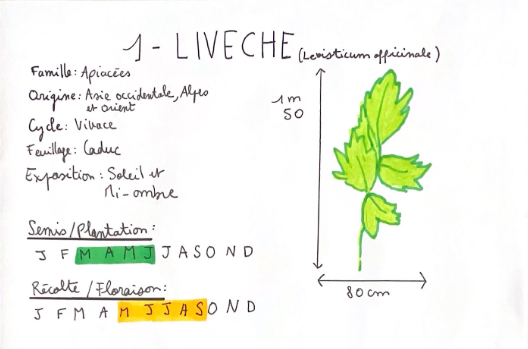 1 - LIVECHE (Levisticum officinale)
Famille : Apiacées
Origine : Asie occidentale, Alpes
et orient
Cycle : Vivace
Feuillage : Caduc
Exposition : Soleil et
Mi-ombre
Semis/Plantation :
J F M A M J J A S O N D
Récolte/Floraison :
J F M A M J J A S O N D
1 m
50
80 cm